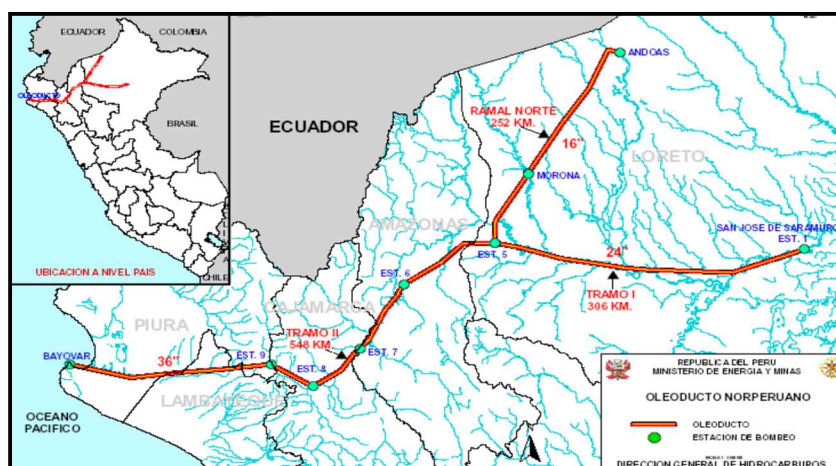 ECUADOR
COLOMBIA
OLEODUCTO
BRASIL
CHILE
UBICACION A NIVEL PAIS
ECUADOR
ANDOAS
RAMAL NORTE
252 KM.
16"
LORETO
MORONA
AMAZONAS
SAN JOSE DE SARAMURO
EST. 1
EST. 5
24"
EST. 6
TRAMO I
306 KM.
CAJAMARCA
PIURA
TRAMO II
548 KM.
EST. 7
BAYOVAR
36"
EST. 9
EST. 8
LAMBAYEQUE
OCEANO
PACIFICO
REPUBLICA DEL PERU
MINISTERIO DE ENERGIA Y MINAS
OLEODUCTO NORPERUANO
OLEODUCTO
ESTACION DE BOMBEO
DIRECCION GENERAL DE HIDROCARBUROS